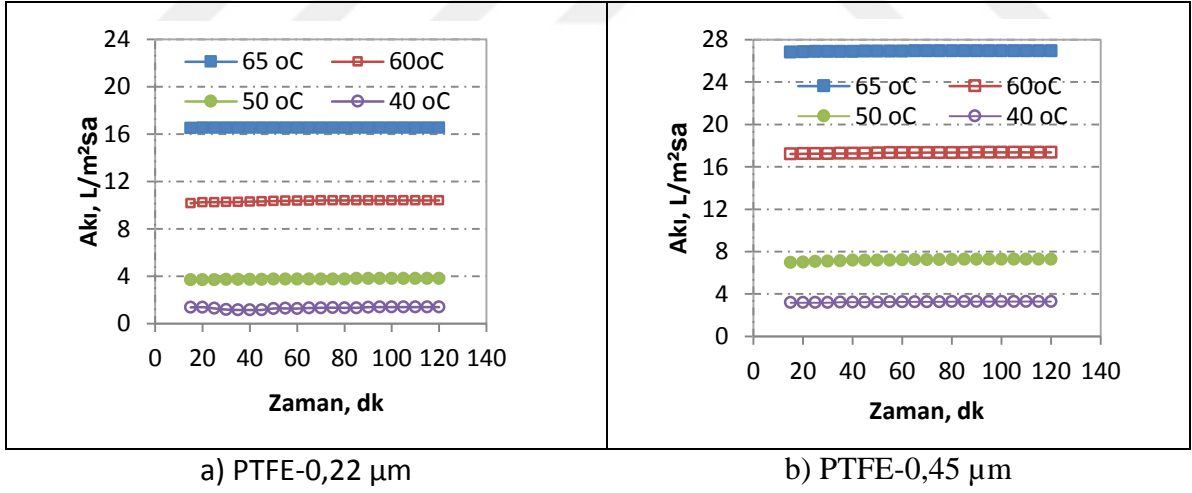 24
20
16
12
8
4
0
65 oC
60oC
50 oC
40 oC
0 20 40 60 80 100 120 140
Akı, L/m²sa
Zaman, dk
a) PTFE-0,22 µm
28
24
20
16
12
8
4
0
65 oC
60oC
50 oC
40 oC
0 20 40 60 80 100 120 140
Akı, L/m²sa
Zaman, dk
b) PTFE-0,45 µm